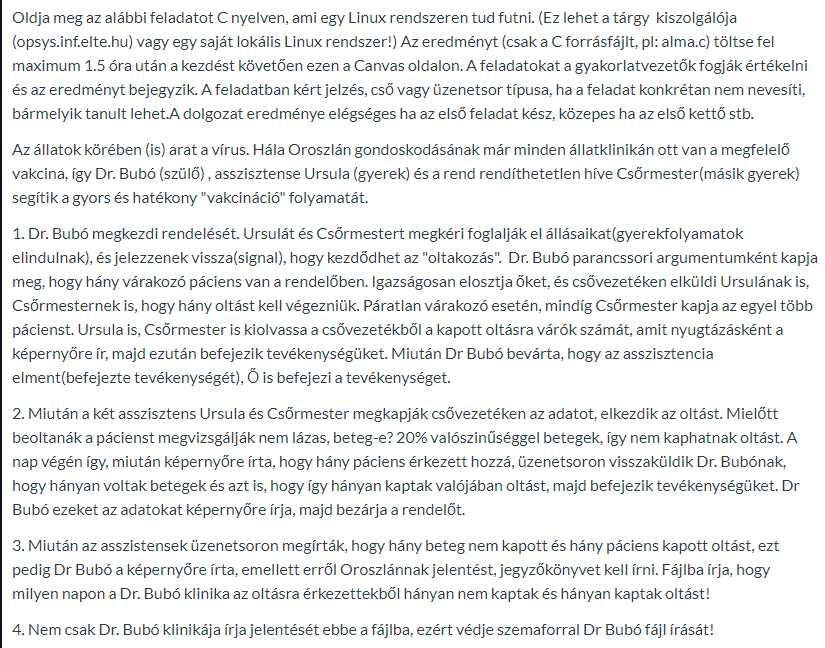 Oldja meg az alábbi feladatot C nyelven, ami egy Linux rendszeren tud futni. (Ez lehet a tárgy kiszolgálója
(opsys.inf.elte.hu) vagy egy saját lokális Linux rendszer!) Az eredményt (csak a C forrásfájlt, pl: alma.c) töltse fel
maximum 1.5 óra után a kezdést követően ezen a Canvas oldalon. A feladatokat a gyakorlatvezetők fogják értékelni
és az eredményt bejegyzik. A feladatban kért jelzés, cső vagy üzenetsor típusa, ha a feladat konkrétan nem nevesíti,
bármelyik tanult lehet.A dolgozat eredménye elégséges ha az első feladat kész, közepes ha az első kettő stb.
Az állatok körében (is) arat a vírus. Hála Oroszlán gondoskodásának már minden állatklinikán ott van a megfelelő
vakcina, így Dr. Bubó (szülő) , asszisztense Ursula (gyerek) és a rend rendíthetetlen híve Csőrmester(másik gyerek)
segítik a gyors és hatékony "vakcináció" folyamatát.
1. Dr. Bubó megkezdi rendelését. Ursulát és Csőrmestert megkéri foglalják el állásaikat(gyerekfolyamatok
elindulnak), és jelezzenek vissza(signal), hogy kezdődhet az "oltakozás".  Dr. Bubó parancssori argumentumként kapja
meg, hogy hány várakozó páciens van a rendelőben. Igazságosan elosztja őket, és csővezetéken elküldi Ursulának is,
Csőrmesternek is, hogy hány oltást kell végezniük. Páratlan várakozó esetén, mindíg Csőrmester kapja az egyel több
pácienst. Ursula is, Csőrmester is kiolvassa a csővezetékből a kapott oltásra várók számát, amit nyugtázásként a
képernyőre ír, majd ezután befejezik tevékenységüket. Miután Dr Bubó bevárta, hogy az asszisztencia
elment(befejezte tevékenységét), Ő is befejezi a tevékenységet.
2. Miután a két asszisztens Ursula és Csőrmester megkapják csővezetéken az adatot, elkezdik az oltást. Mielőtt
beoltanák a pácienst megvizsgálják nem lázas, beteg-e? 20% valószinűséggel betegek, így nem kaphatnak oltást. A
nap végén így, miután képernyőre írta, hogy hány páciens érkezett hozzá, üzenetsoron visszaküldik Dr. Bubónak,
hogy hányan voltak betegek és azt is, hogy így hányan kaptak valójában oltást, majd befejezik tevékenységüket. Dr
Bubó ezeket az adatokat képernyőre írja, majd bezárja a rendelőt.
3. Miután az asszistensek üzenetsoron megírták, hogy hány beteg nem kapott és hány páciens kapott oltást, ezt
pedig Dr Bubó a képernyőre írta, emellett erről Oroszlánnak jelentést, jegyzőkönyvet kell írni. Fájlba írja, hogy
milyen napon a Dr. Bubó klinika az oltásra érkezettekből hányan nem kaptak és hányan kaptak oltást!
4. Nem csak Dr. Bubó klinikája írja jelentését ebbe a fájlba, ezért védje szemaforral Dr Bubó fájl írását!